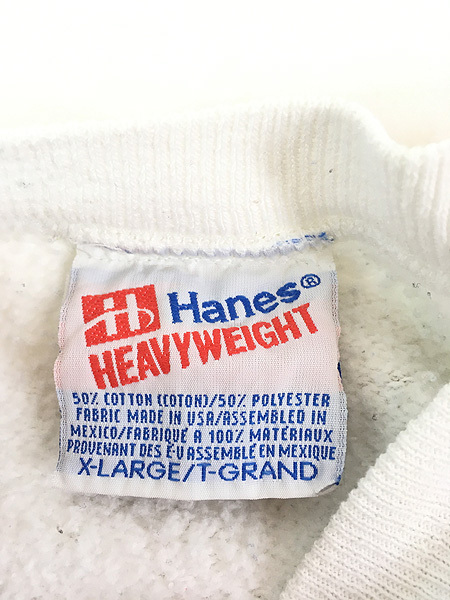 Hanes®
HEAVYWEIGHT
50% COTTON (COTON)/50% POLYESTER
FABRIC MADE IN USA/ASSEMBLED IN
MEXICO/FABRIQUÉ A 100% MATERIAUX
PROVENANT DES É-U ASSEMBLÉ EN MEXIQUE
X-LARGE/T-GRAND